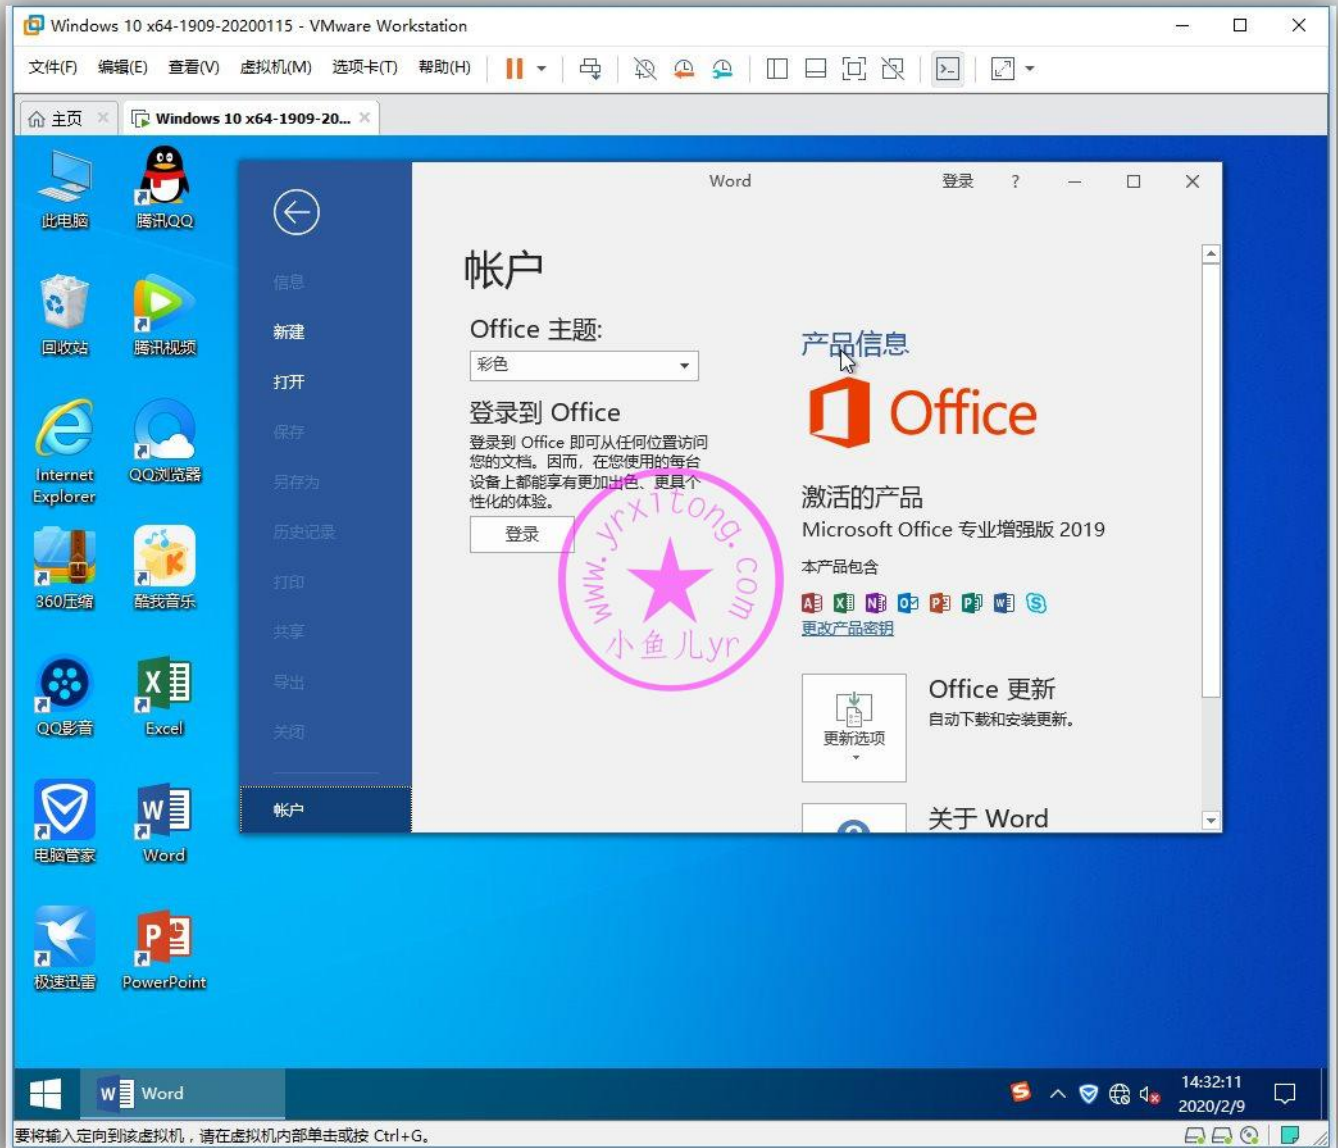 Windows 10 x64-1909-20200115 - VMware Workstation
文件(F) 编辑(E) 查看(V) 虚拟机(M) 选项卡(T) 帮助(H)
主页
Windows 10 x64-1909-20...
此电脑
腾讯QQ
回收站
腾讯视频
Internet Explorer
QQ浏览器
360压缩
酷我音乐
QQ影音
Excel
电脑管家
Word
极速迅雷
PowerPoint
Word
登录
?
信息
新建
打开
保存
另存为
历史记录
打印
共享
导出
关闭
帐户
帐户
Office 主题:
彩色
登录到 Office
登录到 Office 即可从任何位置访问
您的文档。因而，在您使用的每台
设备上都能享有更加出色、更具个
性化的体验。
登录
产品信息
Office
激活的产品
Microsoft Office 专业增强版 2019
本产品包含
更改产品密钥
更新选项
Office 更新
自动下载和安装更新。
关于 Word
www.yrxitong.com
小鱼儿yr
Word
14:32:11
2020/2/9
要将输入定向到该虚拟机，请在虚拟机内部单击或按 Ctrl+G。